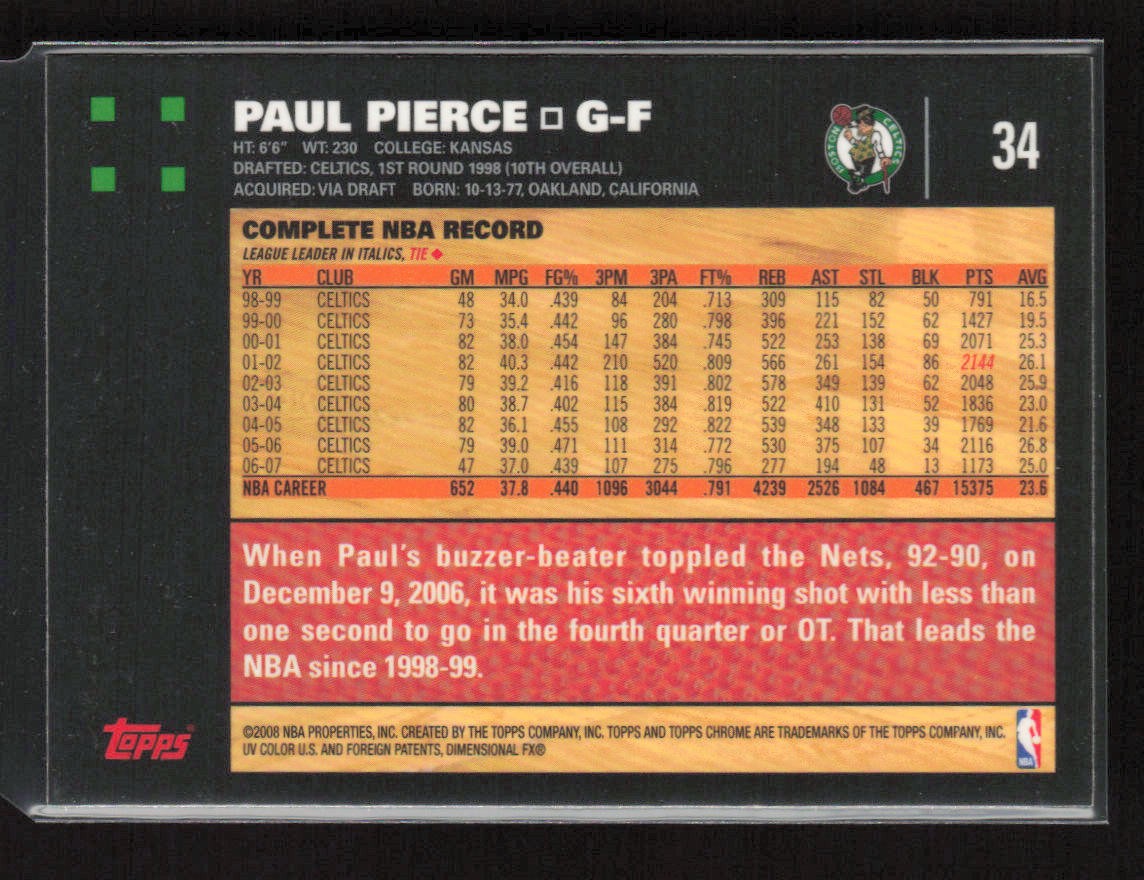 PAUL PIERCE □ G-F
HT: 6'6" WT: 230 COLLEGE: KANSAS
DRAFTED: CELTICS, 1ST ROUND 1998 (10TH OVERALL)
ACQUIRED: VIA DRAFT BORN: 10-13-77, OAKLAND, CALIFORNIA
BOSTON CELTICS
34
COMPLETE NBA RECORD
LEAGUE LEADER IN ITALICS, TIE ◆
YR CLUB GM MPG FG% 3PM 3PA FT% REB AST STL BLK PTS AVG
98-99 CELTICS 48 34.0 .439 84 204 .713 309 115 82 50 791 16.5
99-00 CELTICS 73 35.4 .442 96 280 .798 396 221 152 62 1427 19.5
00-01 CELTICS 82 38.0 .454 147 384 .745 522 253 138 69 2071 25.3
01-02 CELTICS 82 40.3 .442 210 520 .809 566 261 154 86 2144 26.1
02-03 CELTICS 79 39.2 .416 118 391 .802 578 349 139 62 2048 25.9
03-04 CELTICS 80 38.7 .402 115 384 .819 522 410 131 52 1836 23.0
04-05 CELTICS 82 36.1 .455 108 292 .822 539 348 133 39 1769 21.6
05-06 CELTICS 79 39.0 .471 111 314 .772 530 375 107 34 2116 26.8
06-07 CELTICS 47 37.0 .439 107 275 .796 277 194 48 13 1173 25.0
NBA CAREER 652 37.8 .440 1096 3044 .791 4239 2526 1084 467 15375 23.6
When Paul's buzzer-beater toppled the Nets, 92-90, on
December 9, 2006, it was his sixth winning shot with less than
one second to go in the fourth quarter or OT. That leads the
NBA since 1998-99.
Topps®
©2008 NBA PROPERTIES, INC. CREATED BY THE TOPPS COMPANY, INC. TOPPS AND TOPPS CHROME ARE TRADEMARKS OF THE TOPPS COMPANY, INC.
UV COLOR U.S. AND FOREIGN PATENTS, DIMENSIONAL FX®
NBA